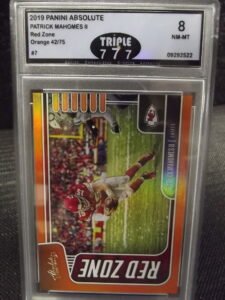 2019 PANINI ABSOLUTE
PATRICK MAHOMES II
Red Zone
Orange 42/75
#7
TRIPLE
777
8
NM-MT
09292522
RED ZONE
Absolute